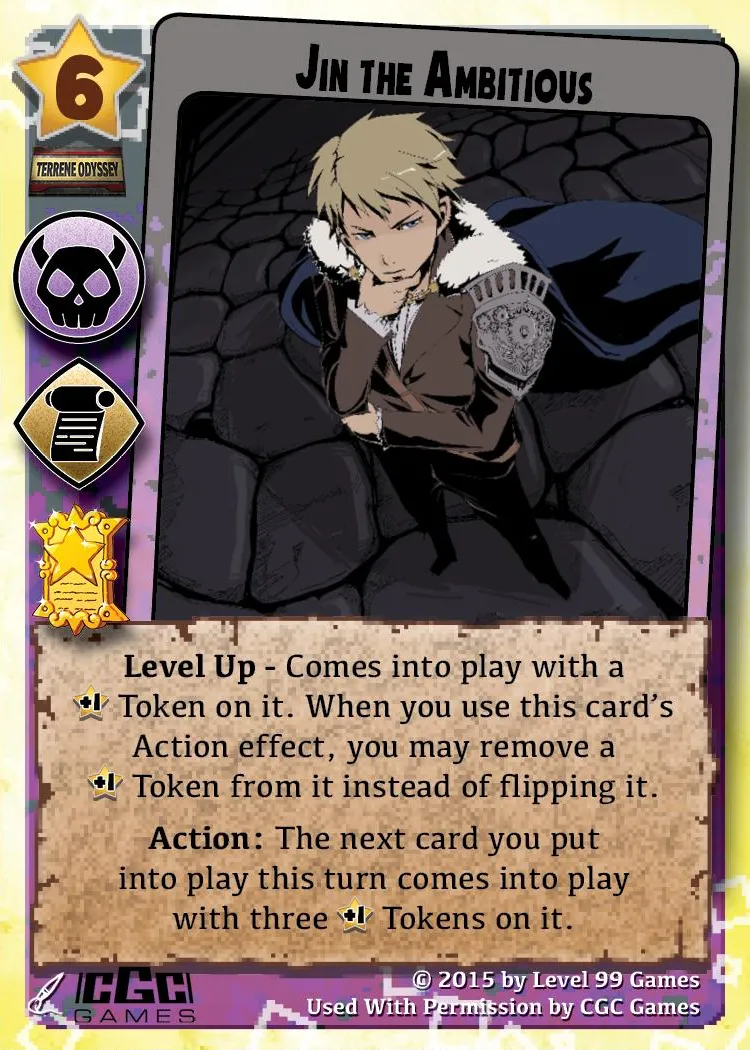 6
Jin the Ambitious
TERRENE ODYSSEY
Level Up - Comes into play with a
+1 Token on it. When you use this card's
Action effect, you may remove a
+1 Token from it instead of flipping it.
Action: The next card you put
into play this turn comes into play
with three +1 Tokens on it.
CGC
GAMES
© 2015 by Level 99 Games
Used With Permission by CGC Games